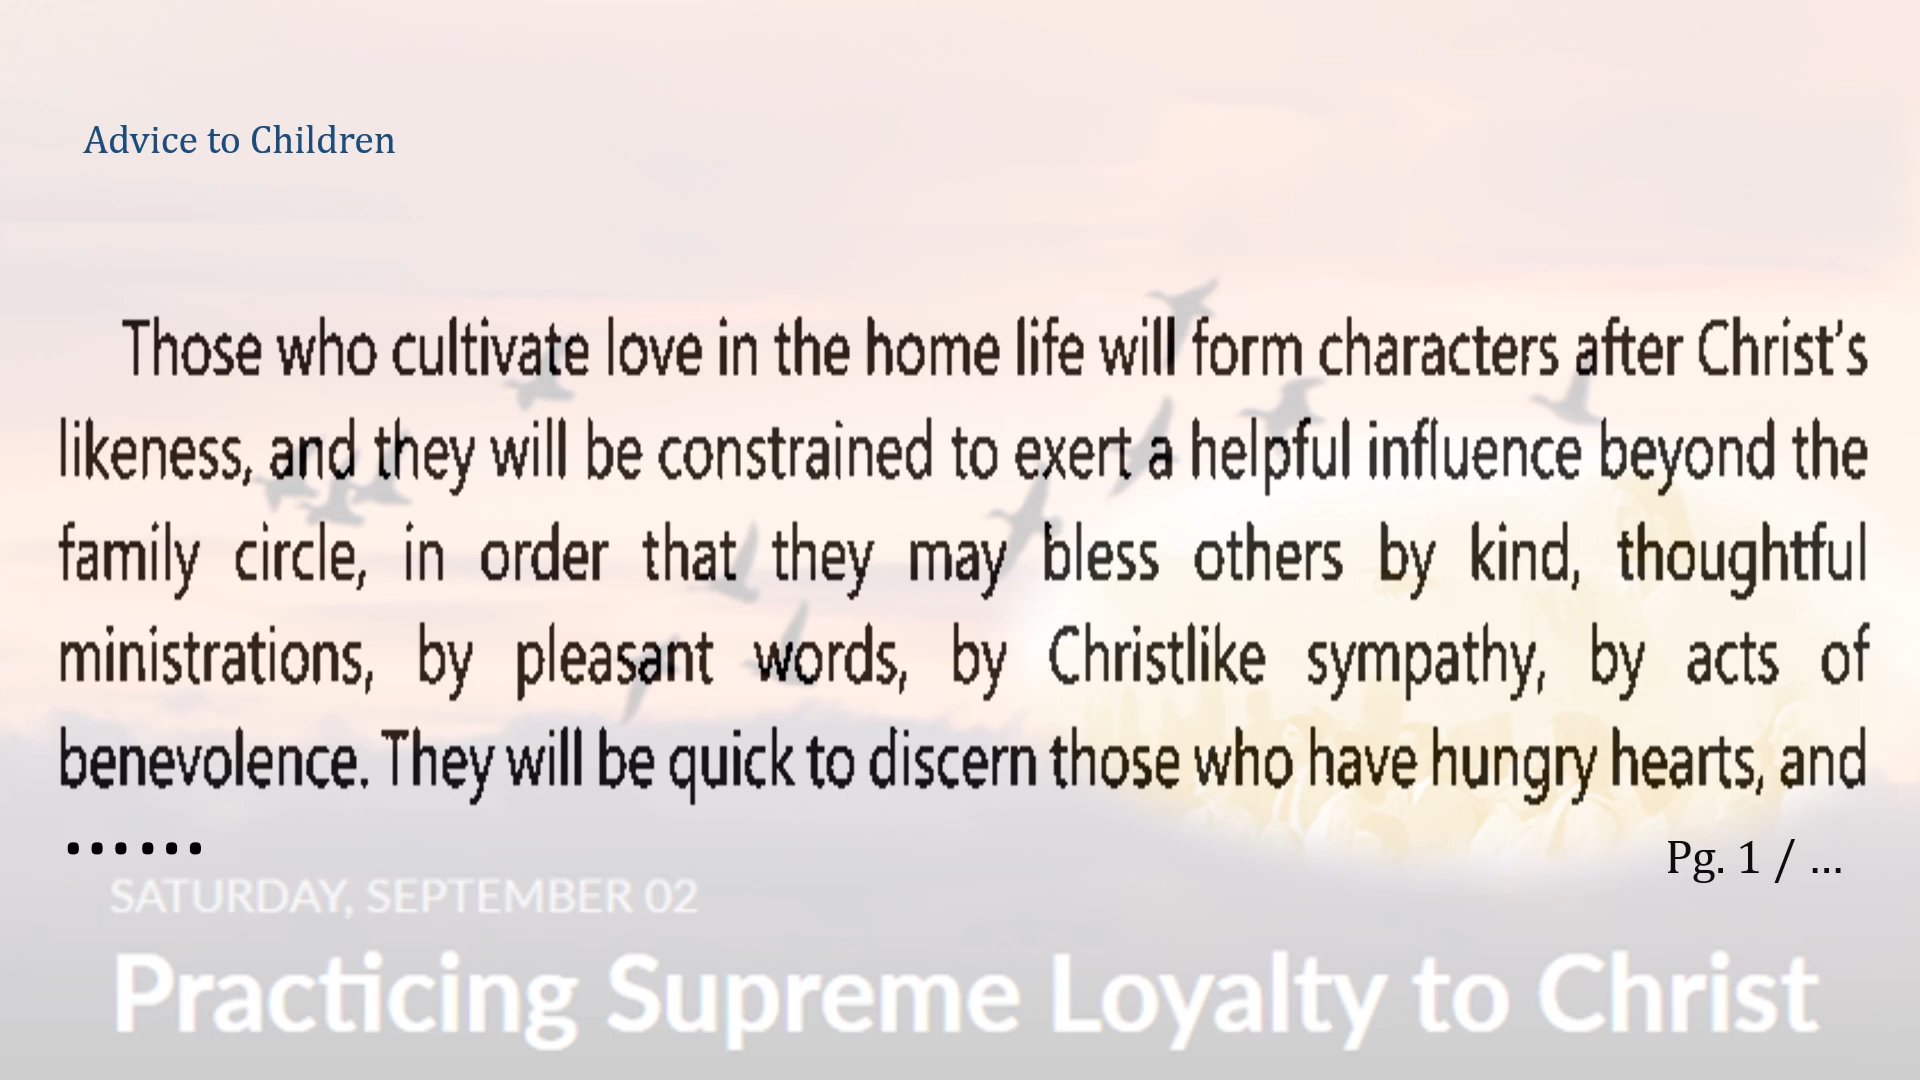 Advice to Children
Those who cultivate love in the home life will form characters after Christ’s
likeness, and they will be constrained to exert a helpful influence beyond the
family circle, in order that they may bless others by kind, thoughtful
ministrations, by pleasant words, by Christlike sympathy, by acts of
benevolence. They will be quick to discern those who have hungry hearts, and
......
Pg. 1 / ...
SATURDAY, SEPTEMBER 02
Practicing Supreme Loyalty to Christ